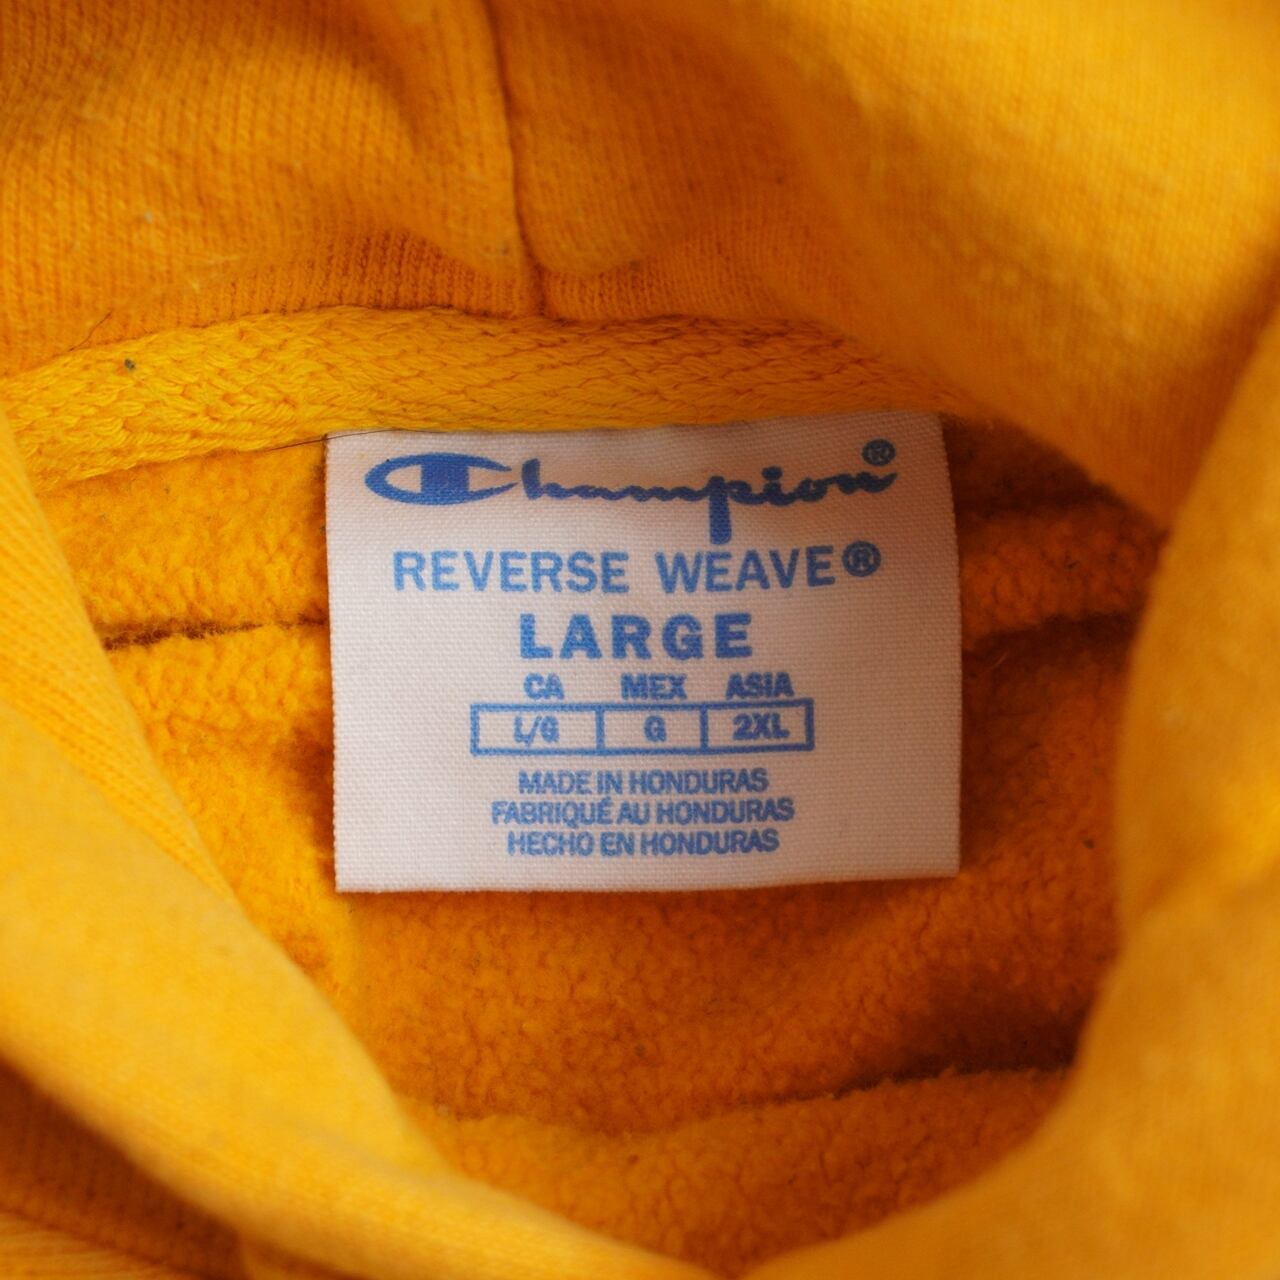 Champion®
REVERSE WEAVE®
LARGE
CA MEX ASIA
L/G G 2XL
MADE IN HONDURAS
FABRIQUÉ AU HONDURAS
HECHO EN HONDURAS